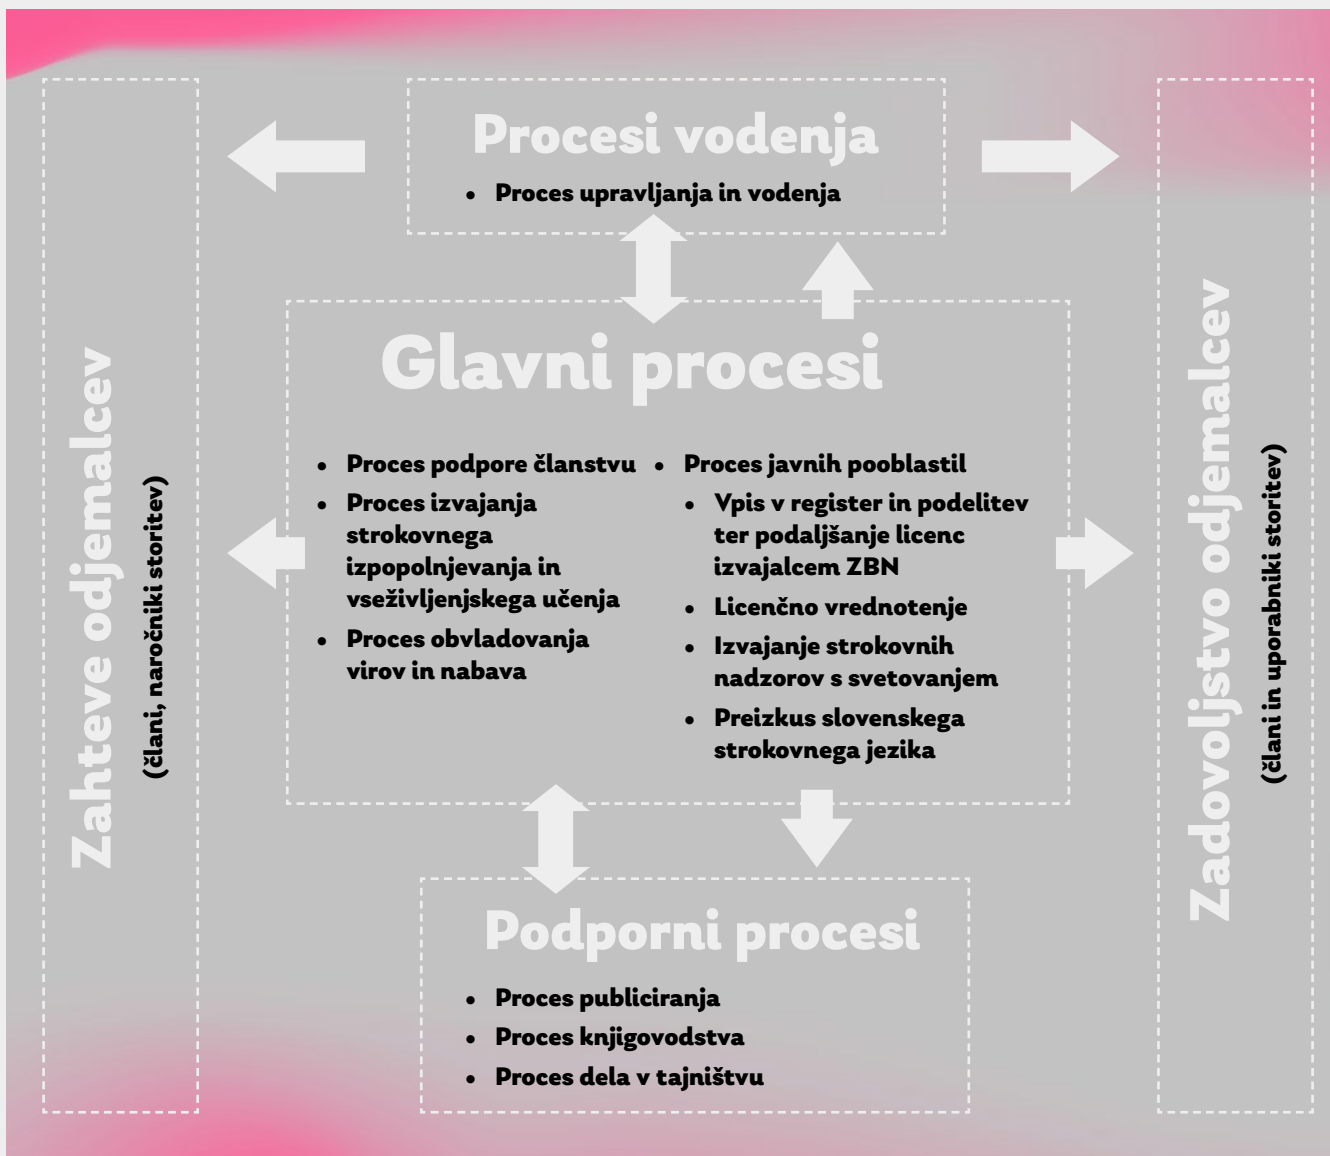 Procesi vodenja
• Proces upravljanja in vodenja
Zahteve odjemalcev
(člani, naročniki storitev)
Glavni procesi
• Proces podpore članstvu
• Proces izvajanja
strokovnega
izpopolnjevanja in
vseživljenjskega učenja
• Proces obvladovanja
virov in nabava
• Proces javnih pooblastil
• Vpis v register in podelitev
ter podaljšanje licenc
izvajalcem ZBN
• Licenčno vrednotenje
• Izvajanje strokovnih
nadzorov s svetovanjem
• Preizkus slovenskega
strokovnega jezika
Zadovoljstvo odjemalcev
(člani in uporabniki storitev)
Podporni procesi
• Proces publiciranja
• Proces knjigovodstva
• Proces dela v tajništvu